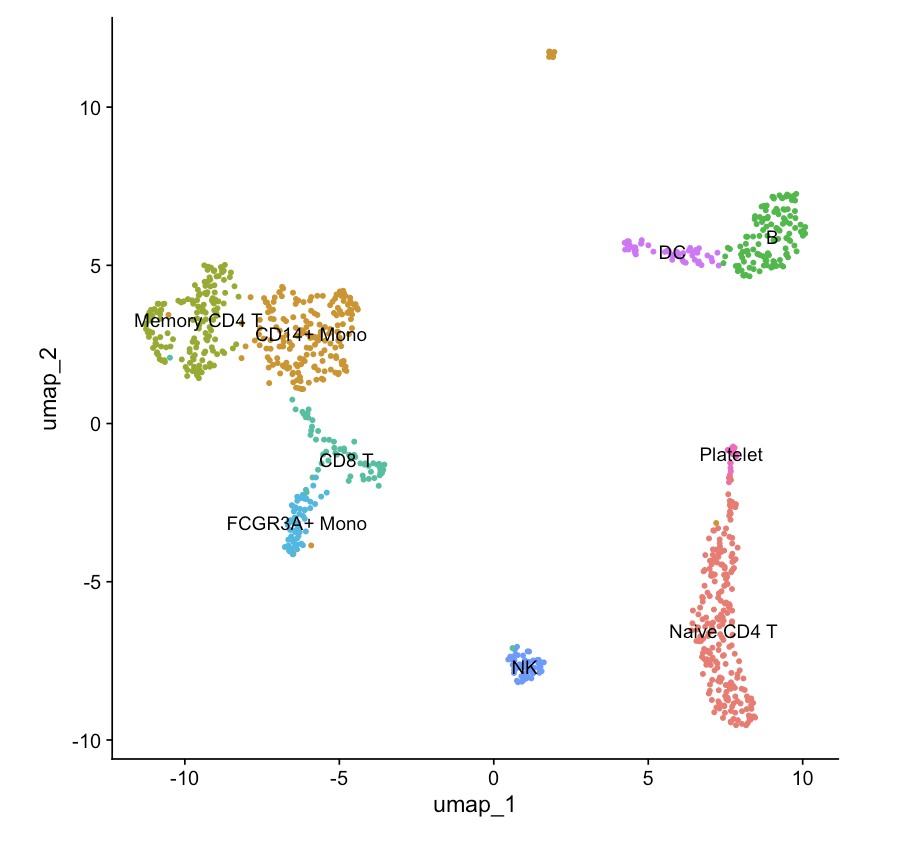 umap_2
10
5
0
-5
-10
DC
B
Memory CD4 T
CD14+ Mono
CD8 T
Platelet
FCGR3A+ Mono
Naive CD4 T
NK
-10
-5
0
5
10
umap_1